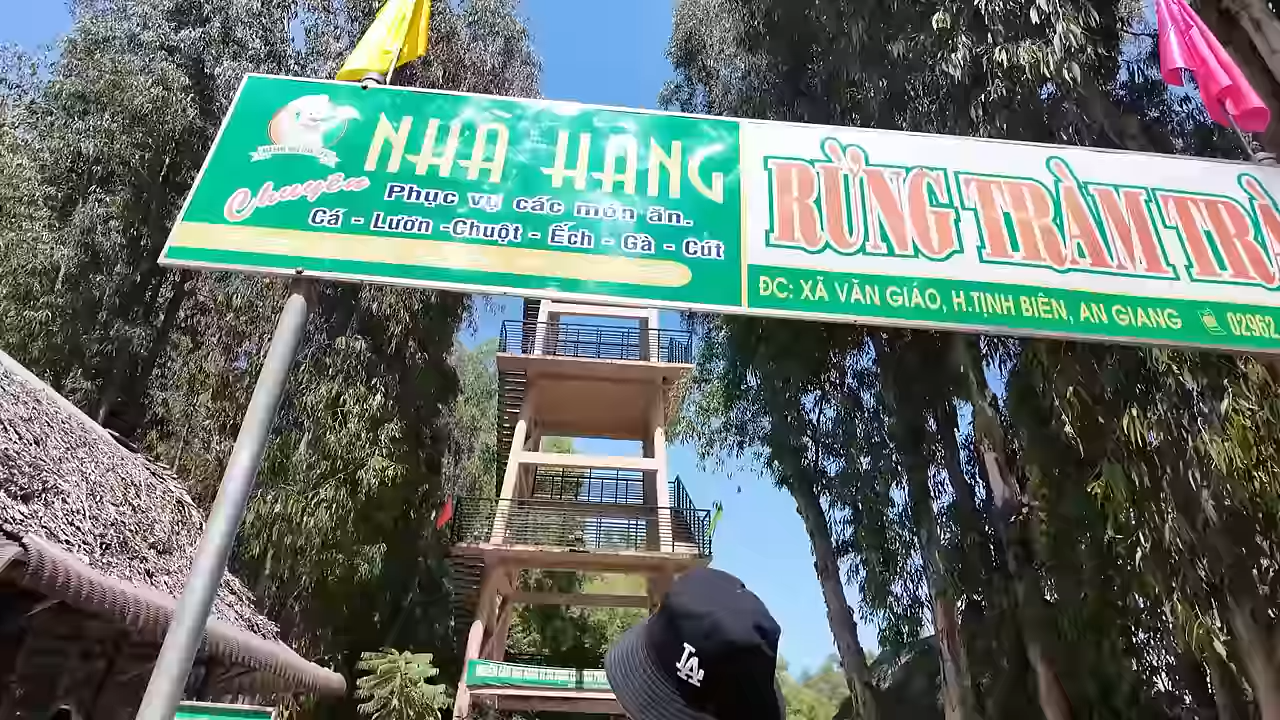 NHÀ HÀNG
Chuyên
Phục vụ các món ăn.
Cá - Lươn -Chuột - Ếch - Gà - Cút
RỪNG TRÀM TRÀ
ĐC: XÃ VĂN GIÁO, H.TỊNH BIÊN, AN GIANG
02962
LA